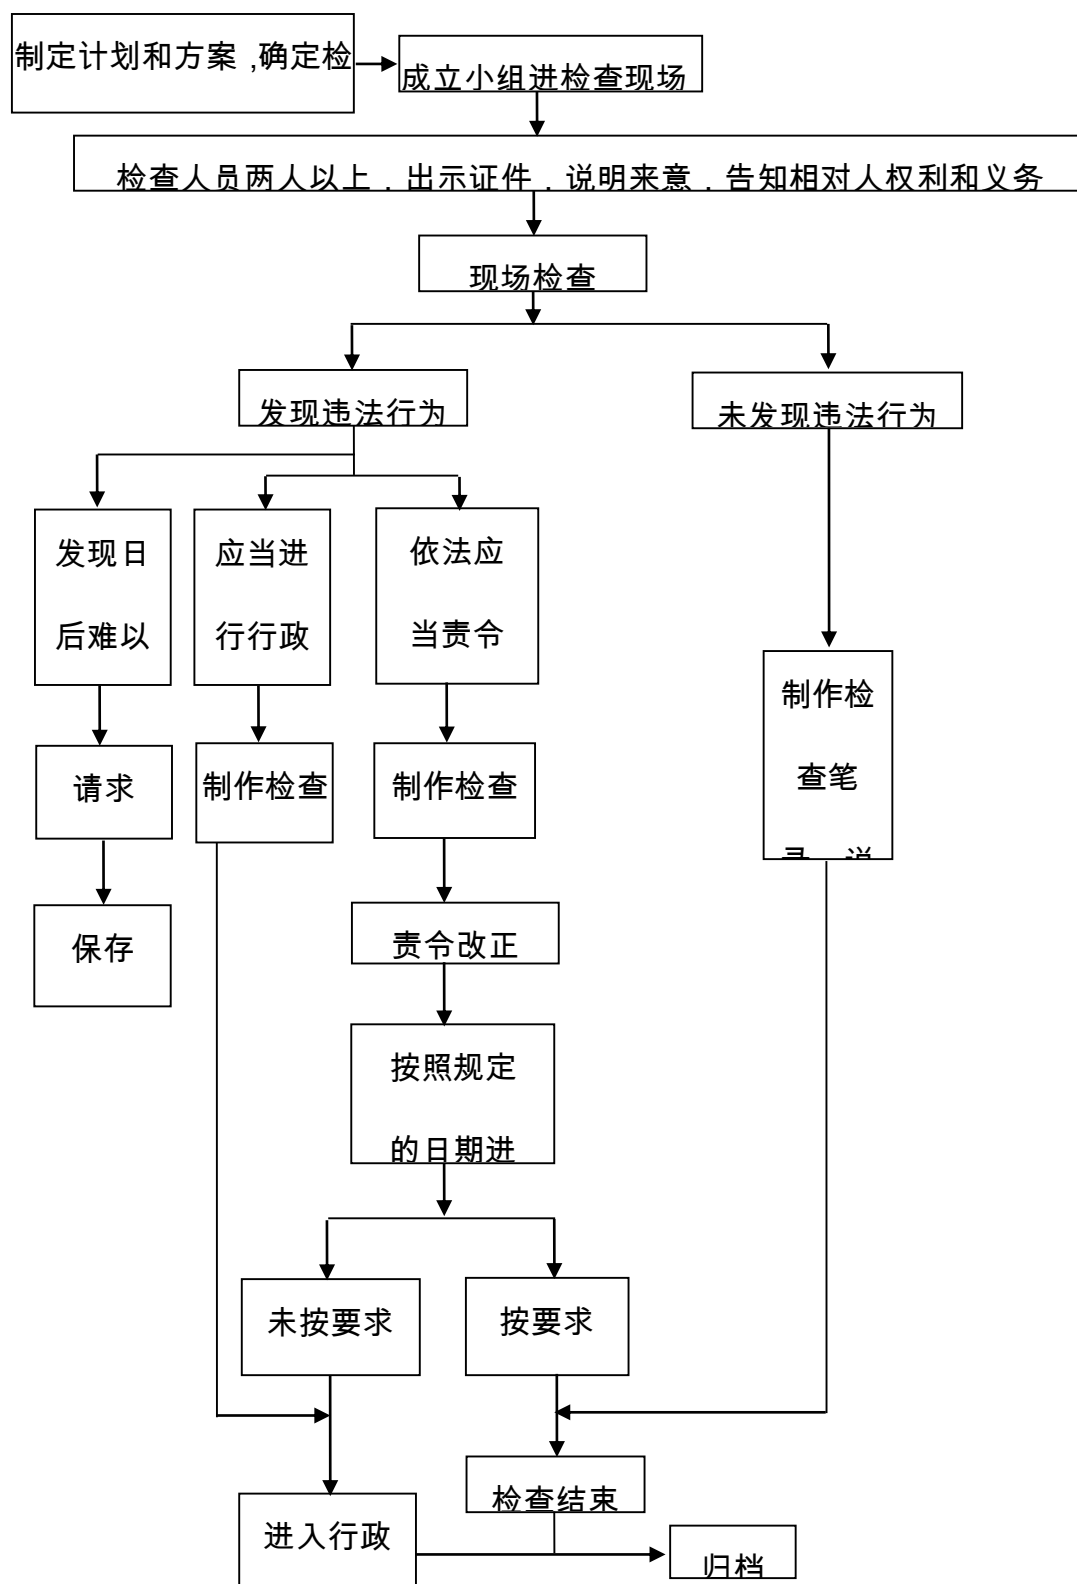 制定计划和方案 ,确定检
成立小组进检查现场
检查人员两人以上．出示证件．说明来意．告知相对人权利和义务
现场检查
发现违法行为
未发现违法行为
发现日
后难以
应当进
行行政
依法应
当责令
制作检
查笔
录　说
请求
制作检查
制作检查
保存
责令改正
按照规定
的日期进
未按要求
按要求
检查结束
进入行政
归档